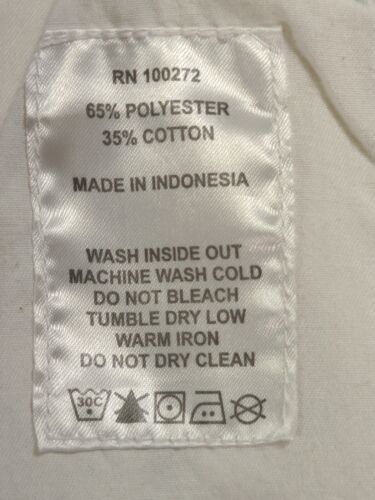 RN 100272
65% POLYESTER
35% COTTON
MADE IN INDONESIA
WASH INSIDE OUT
MACHINE WASH COLD
DO NOT BLEACH
TUMBLE DRY LOW
WARM IRON
DO NOT DRY CLEAN
30C